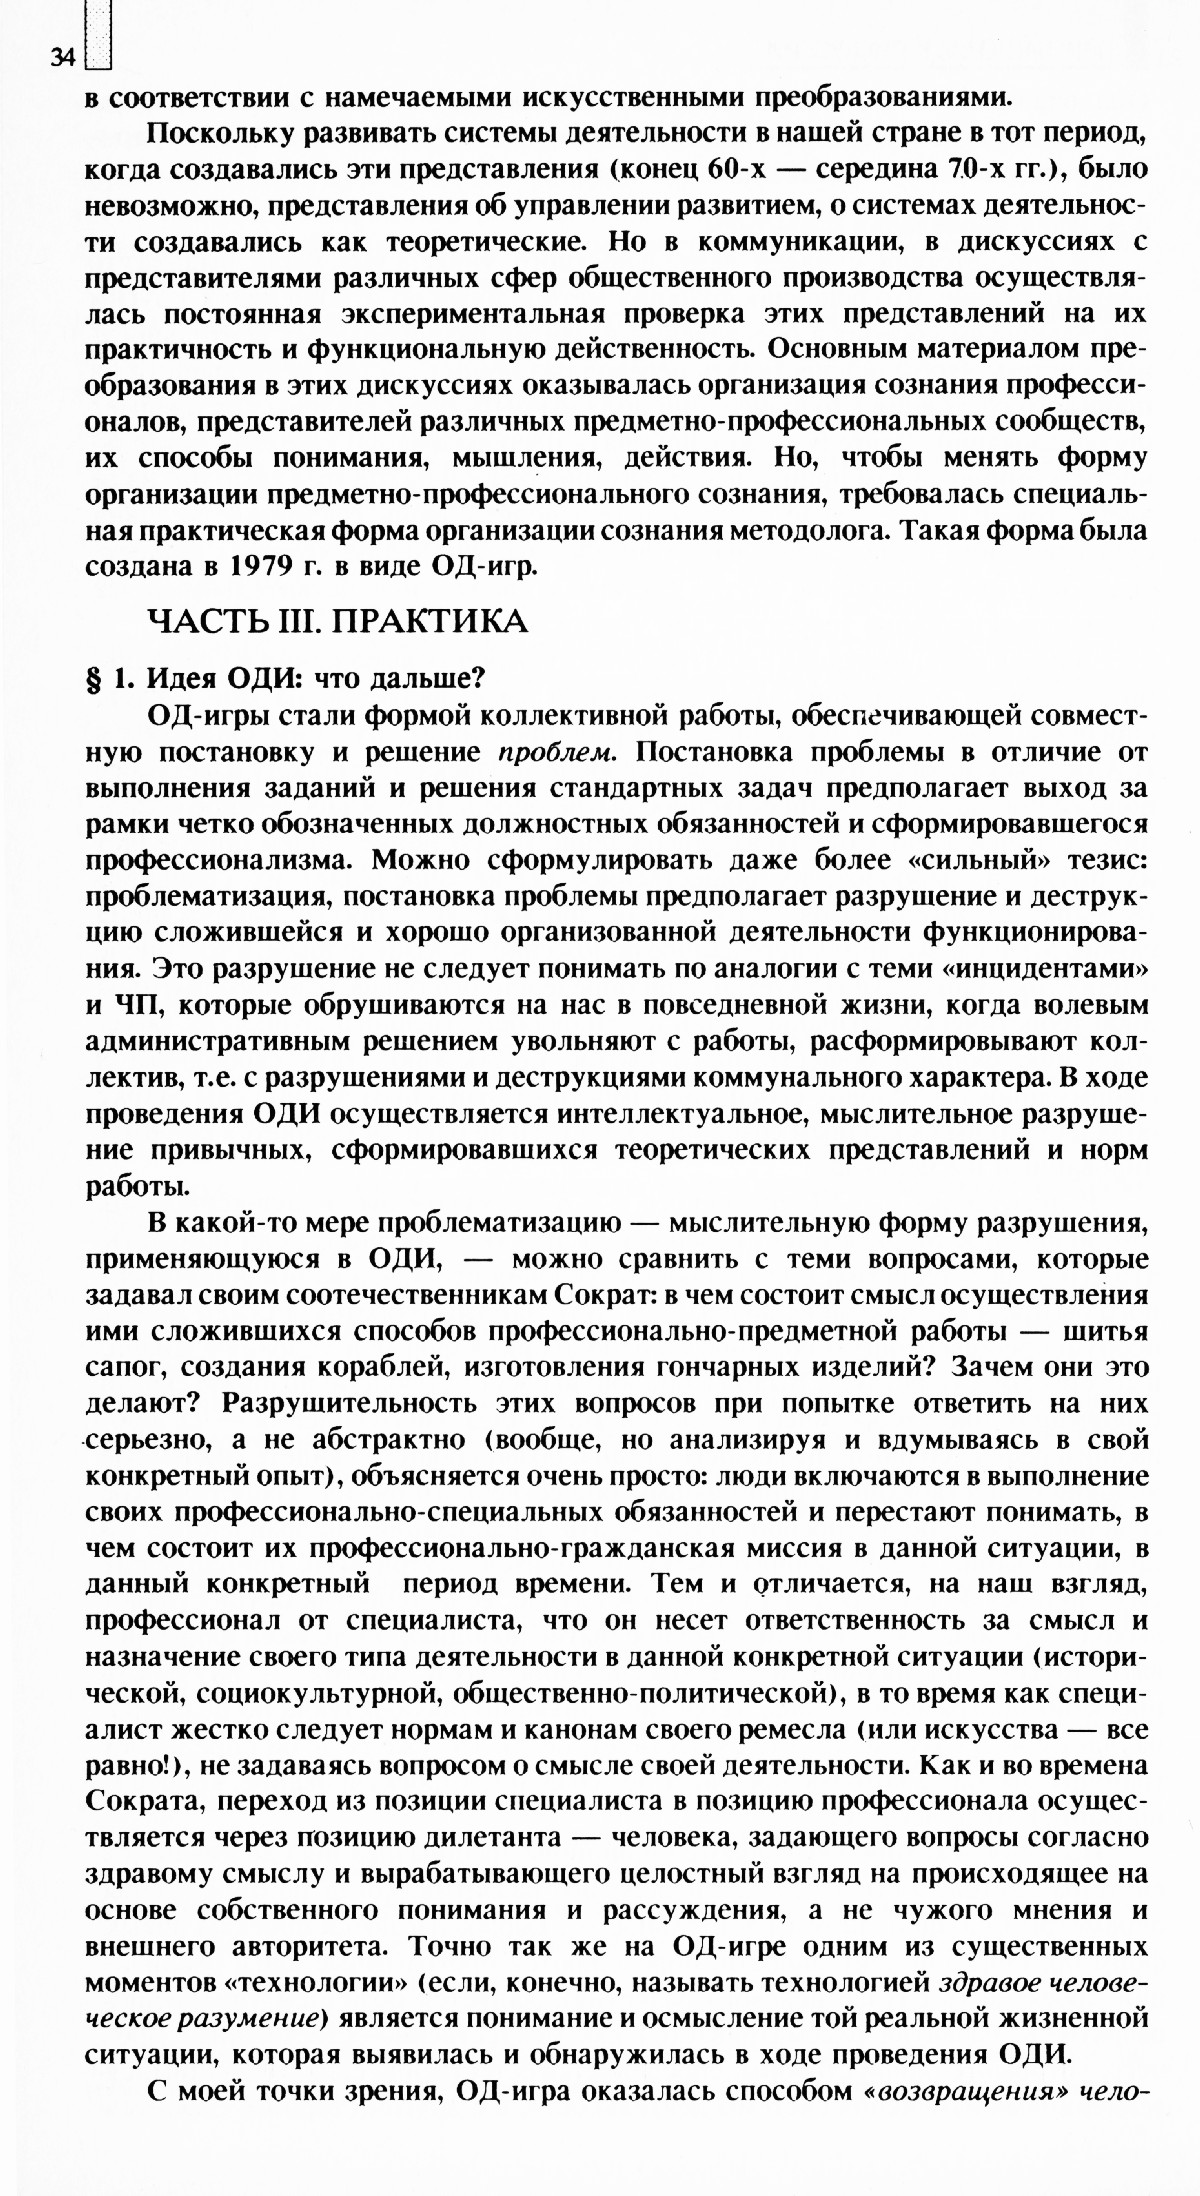 34
в соответствии с намечаемыми искусственными преобразованиями.
Поскольку развивать системы деятельности в нашей стране в тот период,
когда создавались эти представления (конец 60-х — середина 70-х гг.), было
невозможно, представления об управлении развитием, о системах деятельнос-
ти создавались как теоретические. Но в коммуникации, в дискуссиях с
представителями различных сфер общественного производства осуществля-
лась постоянная экспериментальная проверка этих представлений на их
практичность и функциональную действенность. Основным материалом пре-
образования в этих дискуссиях оказывалась организация сознания професси-
оналов, представителей различных предметно-профессиональных сообществ,
их способы понимания, мышления, действия. Но, чтобы менять форму
организации предметно-профессионального сознания, требовалась специаль-
ная практическая форма организации сознания методолога. Такая форма была
создана в 1979 г. в виде ОД-игр.
ЧАСТЬ III. ПРАКТИКА
§ 1. Идея ОДИ: что дальше?
ОД-игры стали формой коллективной работы, обеспечивающей совмест-
ную постановку и решение проблем. Постановка проблемы в отличие от
выполнения заданий и решения стандартных задач предполагает выход за
рамки четко обозначенных должностных обязанностей и сформировавшегося
профессионализма. Можно сформулировать даже более «сильный» тезис:
проблематизация, постановка проблемы предполагает разрушение и деструк-
цию сложившейся и хорошо организованной деятельности функционирова-
ния. Это разрушение не следует понимать по аналогии с теми «инцидентами»
и ЧП, которые обрушиваются на нас в повседневной жизни, когда волевым
административным решением увольняют с работы, расформировывают кол-
лектив, т.е. с разрушениями и деструкциями коммунального характера. В ходе
проведения ОДИ осуществляется интеллектуальное, мыслительное разруше-
ние привычных, сформировавшихся теоретических представлений и норм
работы.
В какой-то мере проблематизацию — мыслительную форму разрушения,
применяющуюся в ОДИ, — можно сравнить с теми вопросами, которые
задавал своим соотечественникам Сократ: в чем состоит смысл осуществления
ими сложившихся способов профессионально-предметной работы — шитья
сапог, создания кораблей, изготовления гончарных изделий? Зачем они это
делают? Разрушительность этих вопросов при попытке ответить на них
серьезно, а не абстрактно (вообще, но анализируя и вдумываясь в свой
конкретный опыт), объясняется очень просто: люди включаются в выполнение
своих профессионально-специальных обязанностей и перестают понимать, в
чем состоит их профессионально-гражданская миссия в данной ситуации, в
данный конкретный период времени. Тем и отличается, на наш взгляд,
профессионал от специалиста, что он несет ответственность за смысл и
назначение своего типа деятельности в данной конкретной ситуации (истори-
ческой, социокультурной, общественно-политической), в то время как специ-
алист жестко следует нормам и канонам своего ремесла (или искусства — все
равно!), не задаваясь вопросом о смысле своей деятельности. Как и во времена
Сократа, переход из позиции специалиста в позицию профессионала осущес-
твляется через позицию дилетанта — человека, задающего вопросы согласно
здравому смыслу и вырабатывающего целостный взгляд на происходящее на
основе собственного понимания и рассуждения, а не чужого мнения и
внешнего авторитета. Точно так же на ОД-игре одним из существенных
моментов «технологии» (если, конечно, называть технологией здравое челове-
ческое разумение) является понимание и осмысление той реальной жизненной
ситуации, которая выявилась и обнаружилась в ходе проведения ОДИ.
С моей точки зрения, ОД-игра оказалась способом «возвращения» чело-